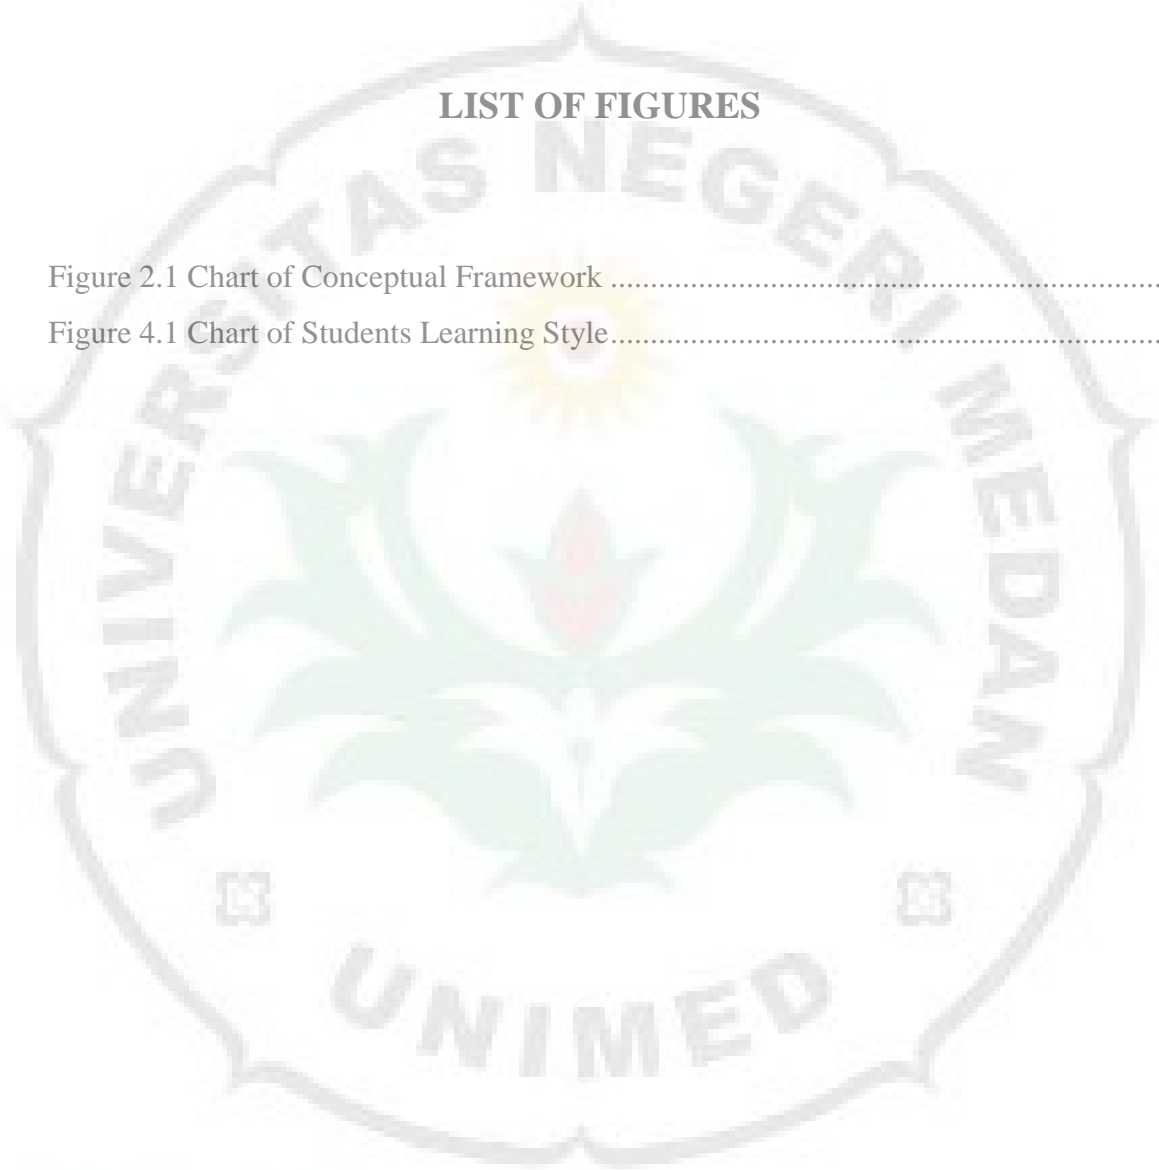 LIST OF FIGURES
UNIVERSITAS NEGERI MEDAN
Figure 2.1 Chart of Conceptual Framework ..........................................................
Figure 4.1 Chart of Students Learning Style..........................................................
UNIMED